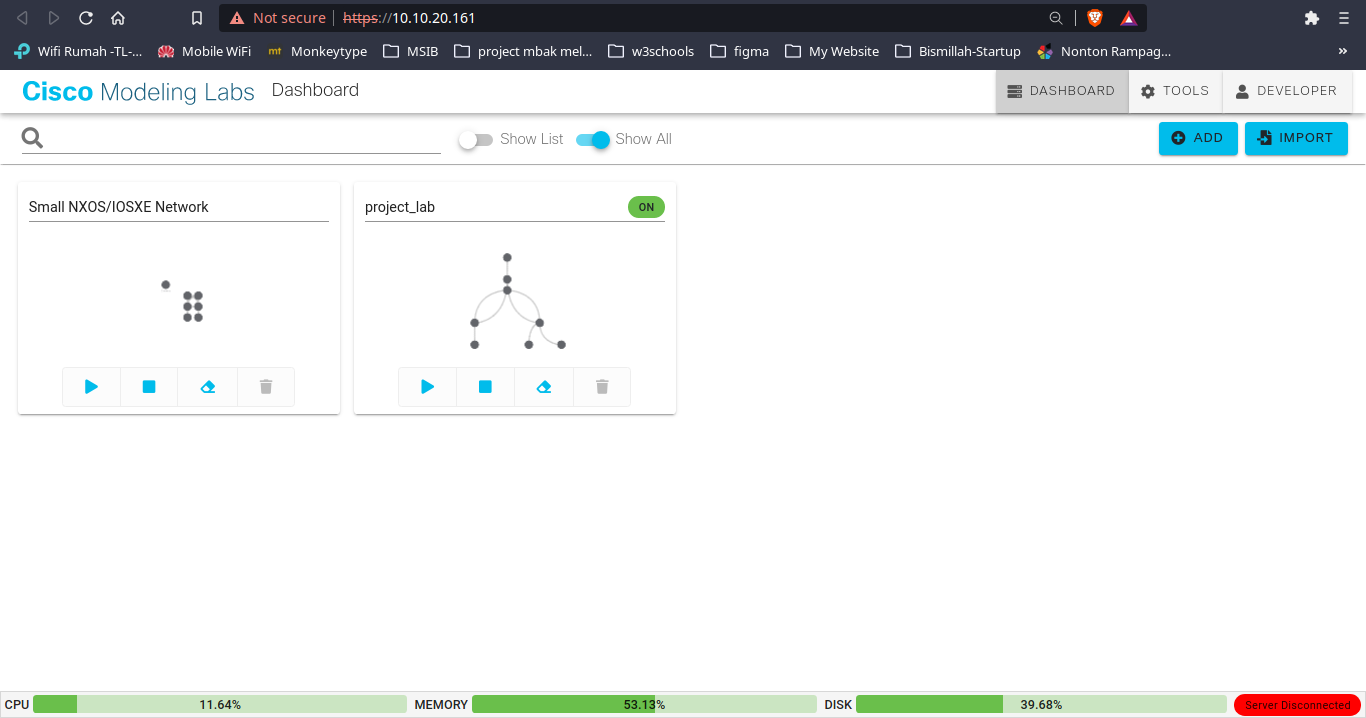 Not secure https://10.10.20.161
Wifi Rumah -TL-... Mobile WiFi mt Monkeytype MSIB project mbak mel... w3schools figma My Website Bismillah-Startup Nonton Rampag... »
Cisco Modeling Labs Dashboard DASHBOARD TOOLS DEVELOPER
Show List Show All ADD IMPORT
Small NXOS/IOSXE Network project_lab ON
CPU 11.64% MEMORY 53.13% DISK 39.68% Server Disconnected